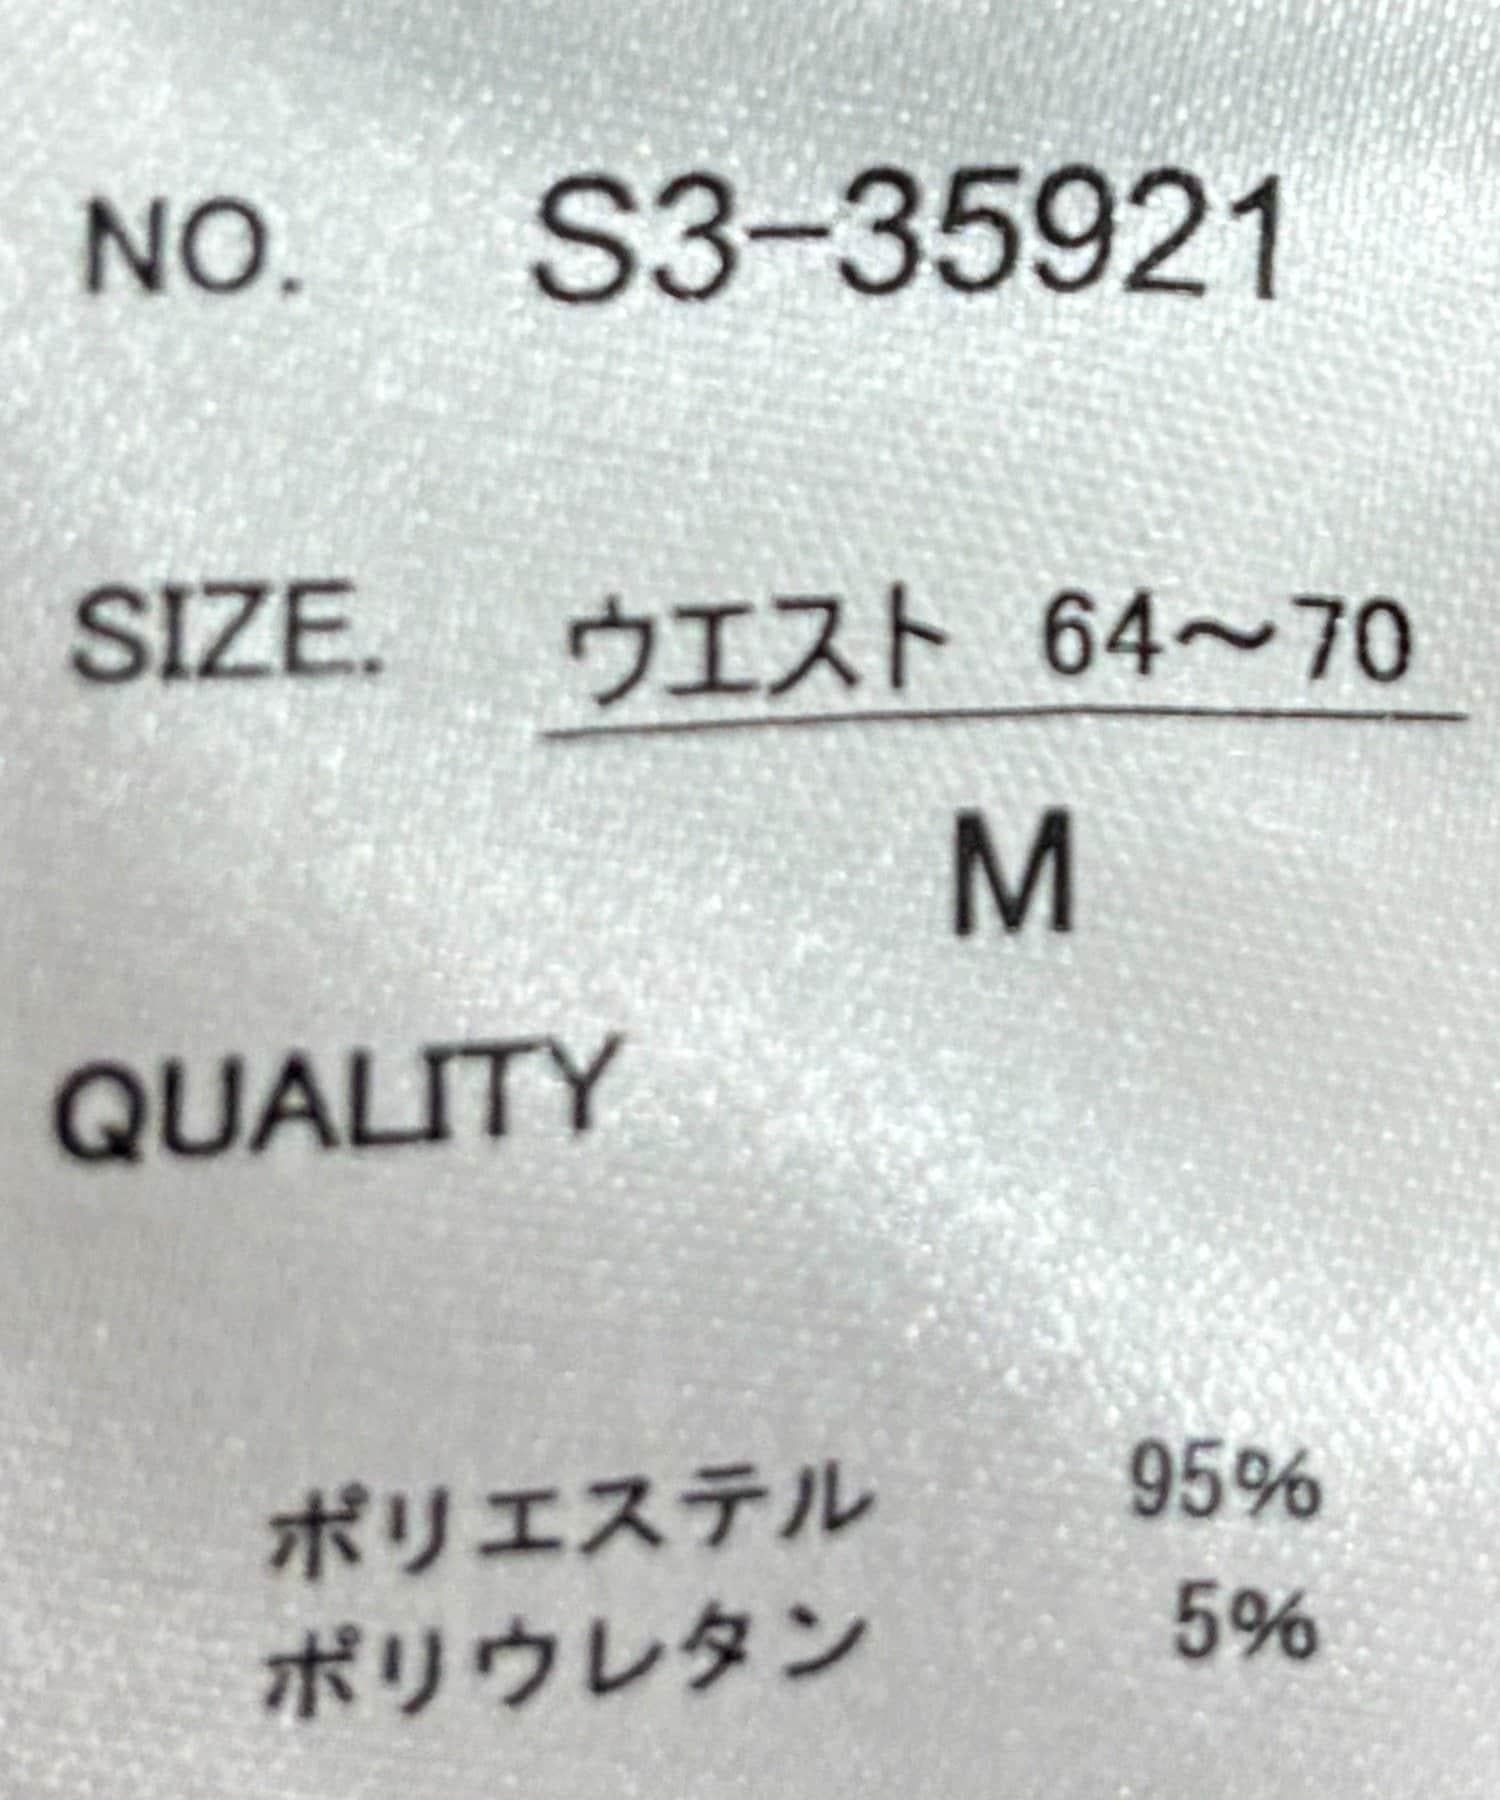 NO. S3-35921
SIZE. ウエスト 64～70
M
QUALITY
ポリエステル 95%
ポリウレタン 5%